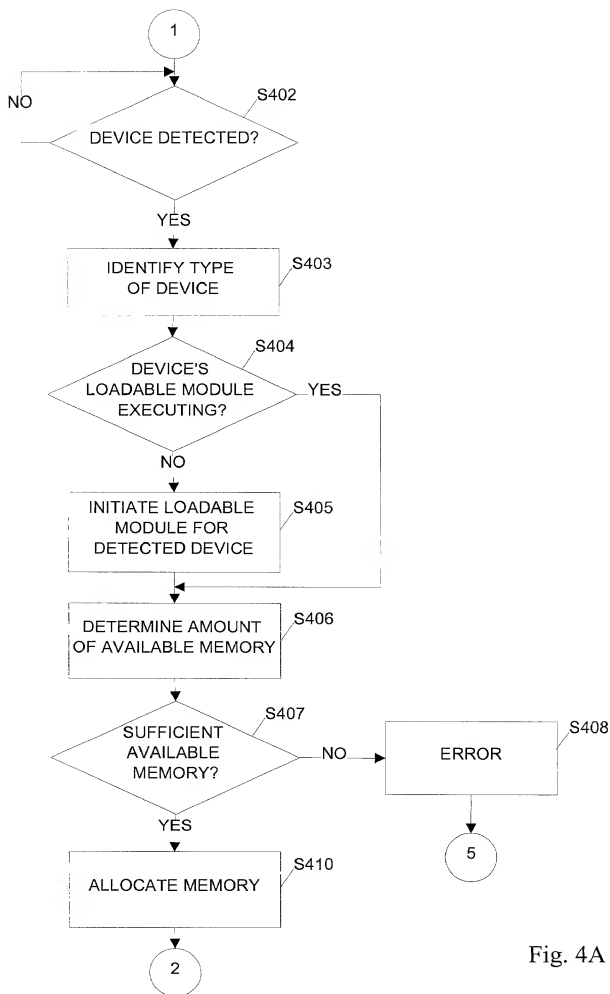 1
NO
S402
DEVICE DETECTED?
YES
IDENTIFY TYPE
OF DEVICE
S403
S404
DEVICE'S
LOADABLE MODULE
EXECUTING?
YES
NO
INITIATE LOADABLE
MODULE FOR
DETECTED DEVICE
S405
DETERMINE AMOUNT
OF AVAILABLE MEMORY
S406
S407
SUFFICIENT
AVAILABLE
MEMORY?
NO
ERROR
S408
YES
5
ALLOCATE MEMORY
S410
2
Fig. 4A